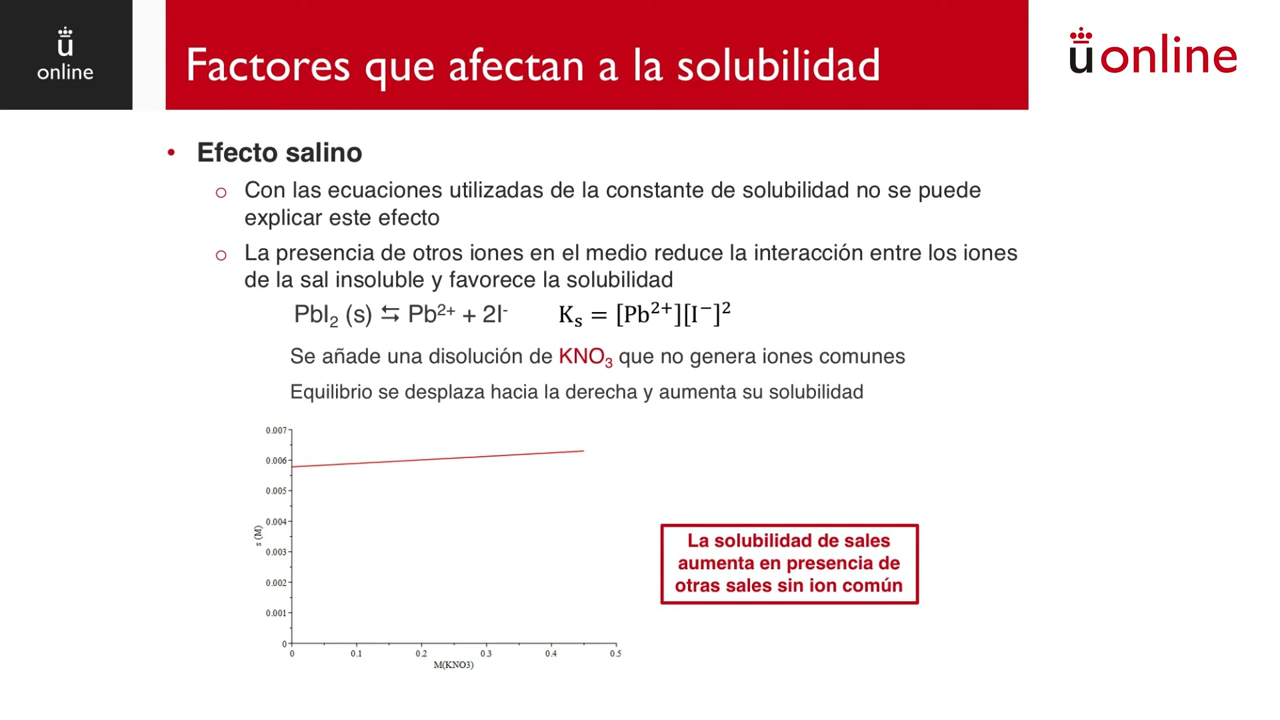 u
online
Factores que afectan a la solubilidad
u online
• Efecto salino
o Con las ecuaciones utilizadas de la constante de solubilidad no se puede
explicar este efecto
o La presencia de otros iones en el medio reduce la interacción entre los iones
de la sal insoluble y favorece la solubilidad
PbI₂ (s) ⇆ Pb²⁺ + 2I⁻ Kₛ = [Pb²⁺][I⁻]²
Se añade una disolución de KNO₃ que no genera iones comunes
Equilibrio se desplaza hacia la derecha y aumenta su solubilidad
0.007
0.006
0.005
0.004
s (M)
0.003
0.002
0.001
0
0 0.1 0.2 0.3 0.4 0.5
M(KNO3)
La solubilidad de sales
aumenta en presencia de
otras sales sin ion común